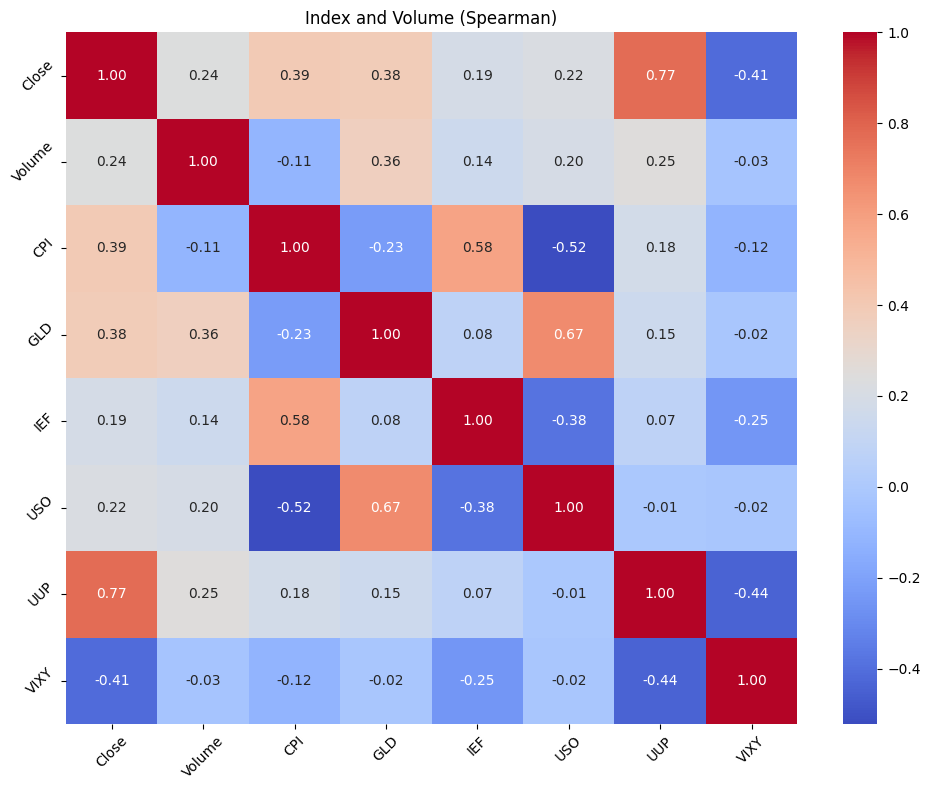 Index and Volume (Spearman)
Close 1.00 0.24 0.39 0.38 0.19 0.22 0.77 -0.41
Volume 0.24 1.00 -0.11 0.36 0.14 0.20 0.25 -0.03
CPI 0.39 -0.11 1.00 -0.23 0.58 -0.52 0.18 -0.12
GLD 0.38 0.36 -0.23 1.00 0.08 0.67 0.15 -0.02
IEF 0.19 0.14 0.58 0.08 1.00 -0.38 0.07 -0.25
USO 0.22 0.20 -0.52 0.67 -0.38 1.00 -0.01 -0.02
UUP 0.77 0.25 0.18 0.15 0.07 -0.01 1.00 -0.44
VIXY -0.41 -0.03 -0.12 -0.02 -0.25 -0.02 -0.44 1.00
Close Volume CPI GLD IEF USO UUP VIXY
1.0
0.8
0.6
0.4
0.2
0.0
−0.2
−0.4